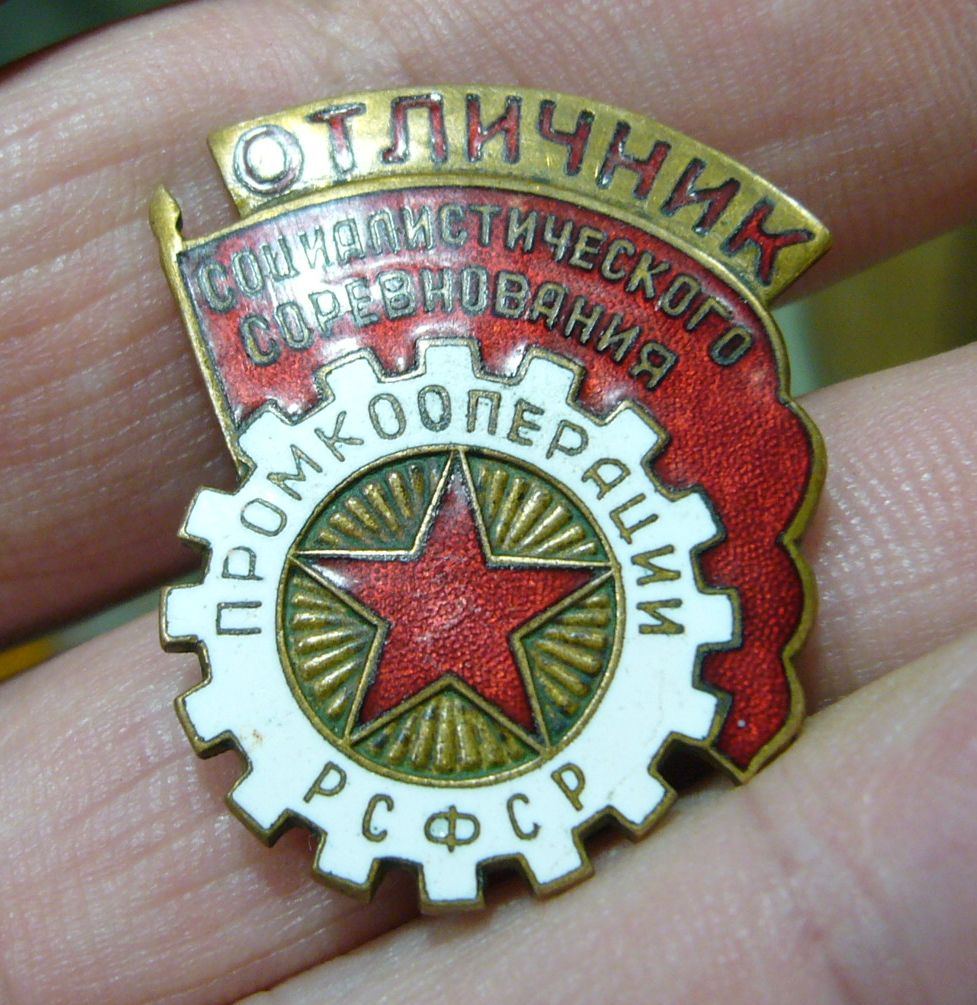 ОТЛИЧНИК
СОЦИАЛИСТИЧЕСКОГО
СОРЕВНОВАНИЯ
ПРОМКООПЕРАЦИИ
РСФСР